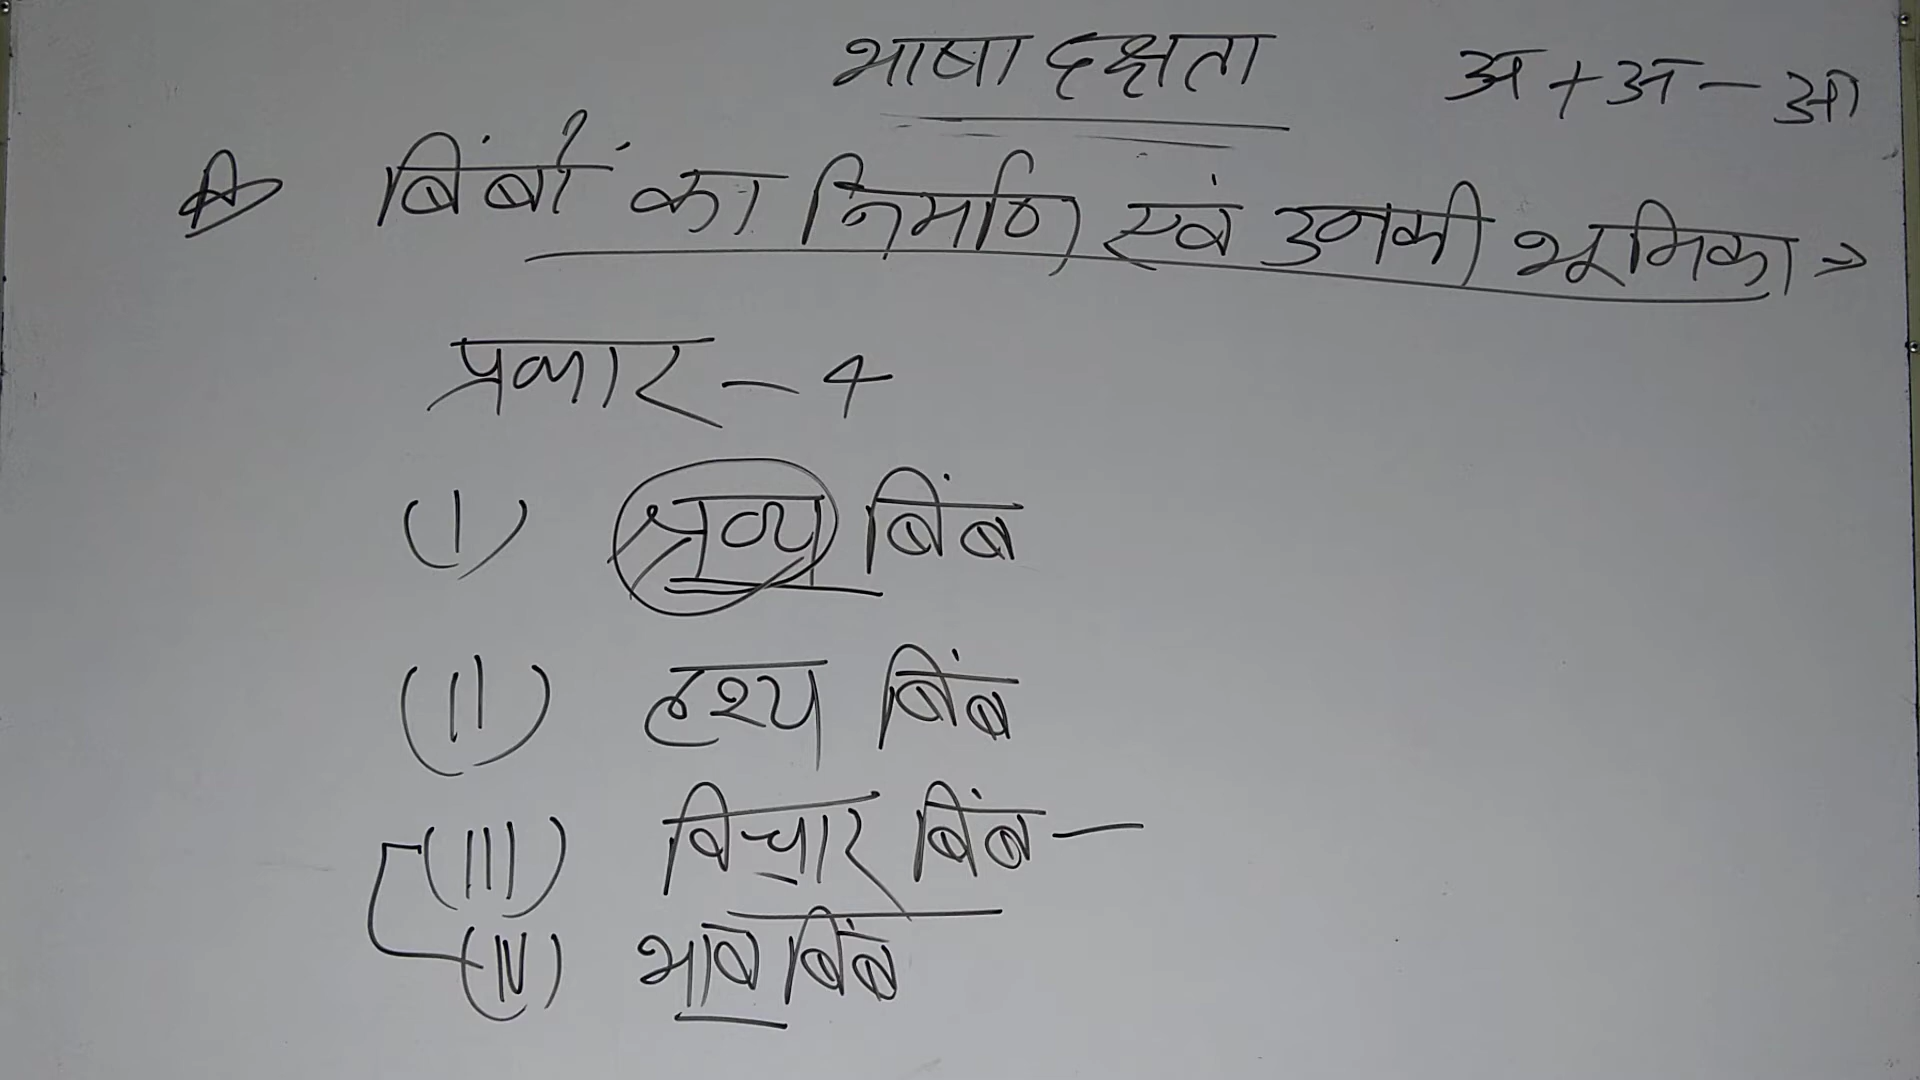 भाषा दक्षता
अ + अ - आ
बिंबों का निर्माण एवं उनकी भूमिका ⇒
प्रकार - 4
(I) श्रव्य बिंब
(II) दृश्य बिंब
(III) विचार बिंब -
(IV) भाव बिंब